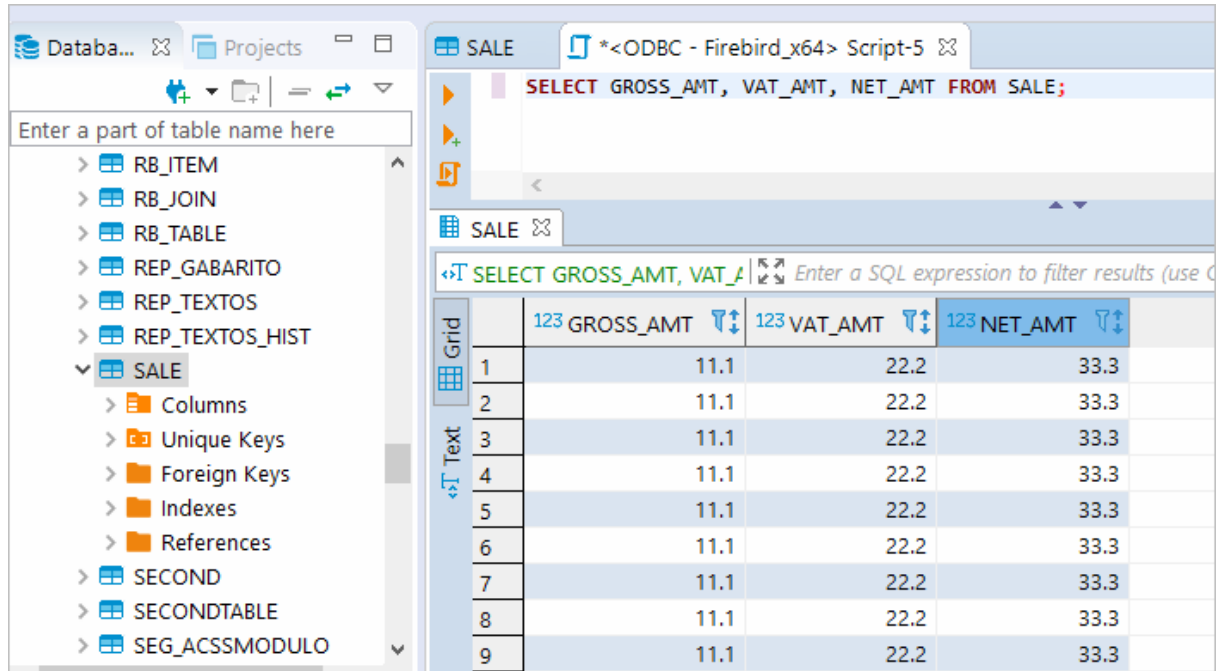 Databa...
Projects
Enter a part of table name here
RB_ITEM
RB_JOIN
RB_TABLE
REP_GABARITO
REP_TEXTOS
REP_TEXTOS_HIST
SALE
Columns
Unique Keys
Foreign Keys
Indexes
References
SECOND
SECONDTABLE
SEG_ACSSMODULO
SALE
*<ODBC - Firebird_x64> Script-5
SELECT GROSS_AMT, VAT_AMT, NET_AMT FROM SALE;
SALE
SELECT GROSS_AMT, VAT_A
Enter a SQL expression to filter results (use C
Grid
Text
123 GROSS_AMT 123 VAT_AMT 123 NET_AMT
1 11.1 22.2 33.3
2 11.1 22.2 33.3
3 11.1 22.2 33.3
4 11.1 22.2 33.3
5 11.1 22.2 33.3
6 11.1 22.2 33.3
7 11.1 22.2 33.3
8 11.1 22.2 33.3
9 11.1 22.2 33.3